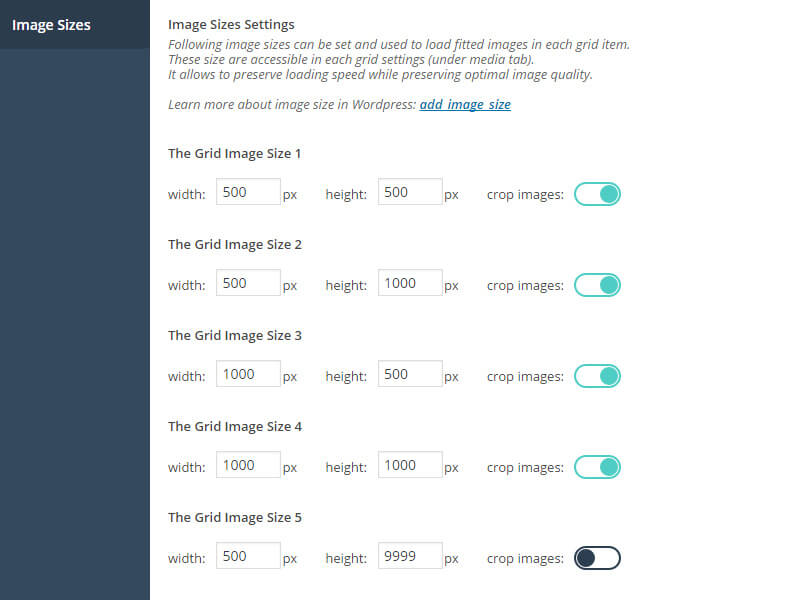 Image Sizes
Image Sizes Settings
Following image sizes can be set and used to load fitted images in each grid item.
These size are accessible in each grid settings (under media tab).
It allows to preserve loading speed while preserving optimal image quality.
Learn more about image size in Wordpress: add_image_size
The Grid Image Size 1
width: 500 px height: 500 px crop images:
The Grid Image Size 2
width: 500 px height: 1000 px crop images:
The Grid Image Size 3
width: 1000 px height: 500 px crop images:
The Grid Image Size 4
width: 1000 px height: 1000 px crop images:
The Grid Image Size 5
width: 500 px height: 9999 px crop images: